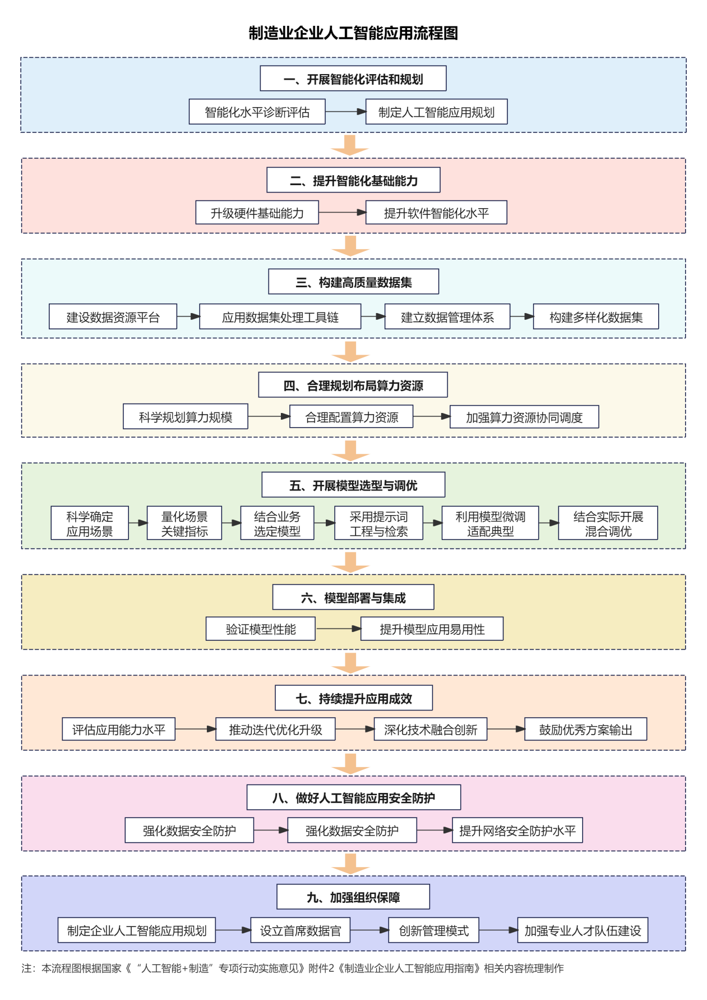 制造业企业人工智能应用流程图
一、开展智能化评估和规划
智能化水平诊断评估
制定人工智能应用规划
二、提升智能化基础能力
升级硬件基础能力
提升软件智能化水平
三、构建高质量数据集
建设数据资源平台
应用数据集处理工具链
建立数据管理体系
构建多样化数据集
四、合理规划布局算力资源
科学规划算力规模
合理配置算力资源
加强算力资源协同调度
五、开展模型选型与调优
科学确定
应用场景
量化场景
关键指标
结合业务
选定模型
采用提示词
工程与检索
利用模型微调
适配典型
结合实际开展
混合调优
六、模型部署与集成
验证模型性能
提升模型应用易用性
七、持续提升应用成效
评估应用能力水平
推动迭代优化升级
深化技术融合创新
鼓励优秀方案输出
八、做好人工智能应用安全防护
强化数据安全防护
强化数据安全防护
提升网络安全防护水平
九、加强组织保障
制定企业人工智能应用规划
设立首席数据官
创新管理模式
加强专业人才队伍建设
注：本流程图根据国家《“人工智能+制造”专项行动实施意见》附件2《制造业企业人工智能应用指南》相关内容梳理制作